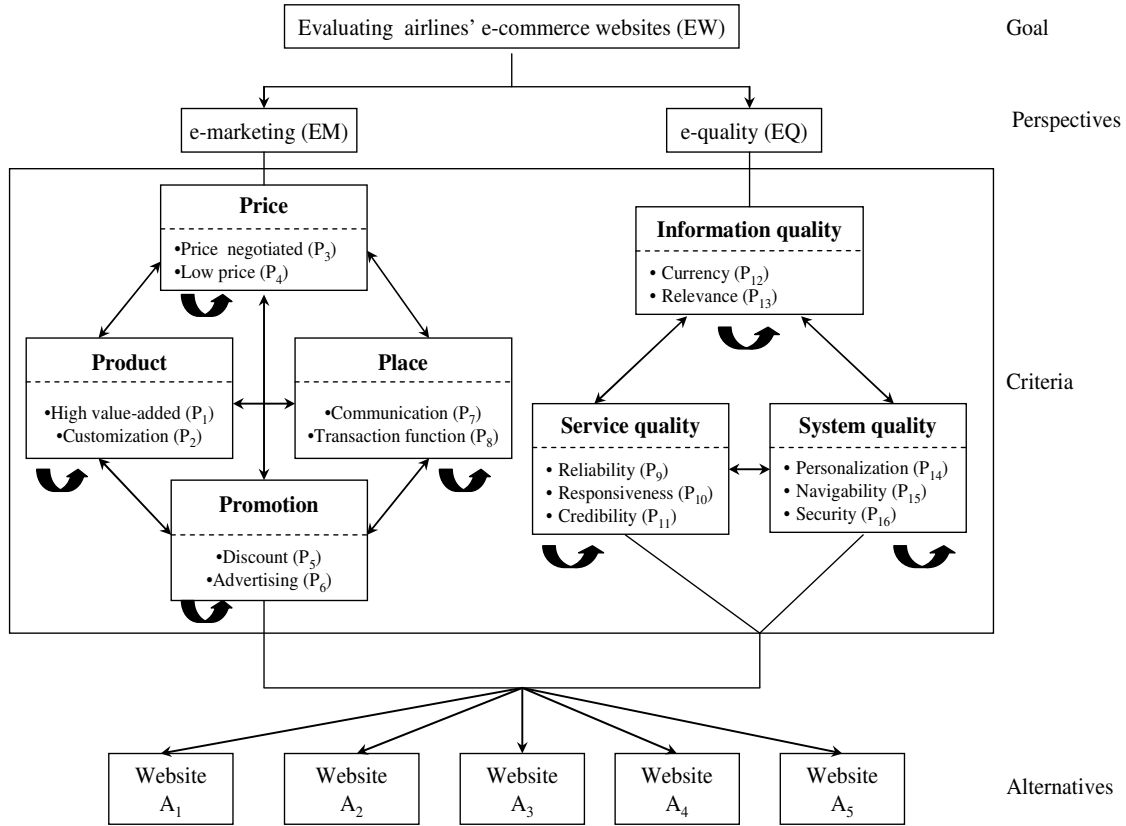 Evaluating airlines’ e-commerce websites (EW)
Goal
e-marketing (EM)
e-quality (EQ)
Perspectives
Price
•Price negotiated (P₃)
•Low price (P₄)
Information quality
• Currency (P₁₂)
• Relevance (P₁₃)
Product
•High value-added (P₁)
•Customization (P₂)
Place
•Communication (P₇)
•Transaction function (P₈)
Criteria
Service quality
• Reliability (P₉)
• Responsiveness (P₁₀)
• Credibility (P₁₁)
System quality
• Personalization (P₁₄)
• Navigability (P₁₅)
• Security (P₁₆)
Promotion
•Discount (P₅)
•Advertising (P₆)
Website
A₁
Website
A₂
Website
A₃
Website
A₄
Website
A₅
Alternatives